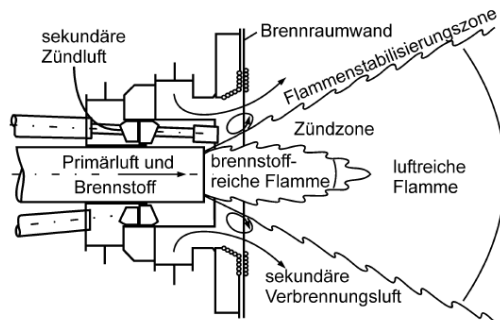 sekundäre
Zündluft
Brennraumwand
Flammenstabilisierungszone
Zündzone
Primärluft und
Brennstoff
brennstoff-
reiche Flamme
luftreiche
Flamme
sekundäre
Verbrennungsluft